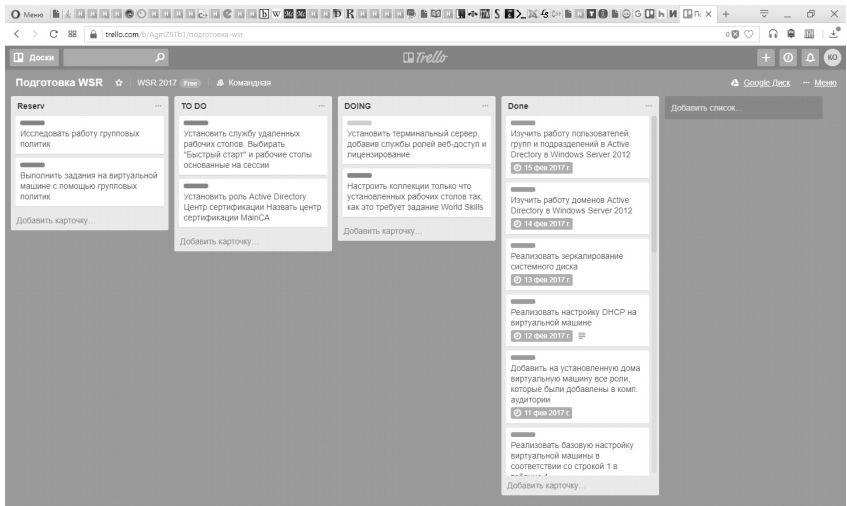 Меню
trello.com/b/Agm29Tb1/подготовка-wsr
Доски
Trello
KO
Подготовка WSR
WSR 2017 Free
Командная
Google Диск
Меню
Reserv
Исследовать работу групповых
политик
Выполнить задания на виртуальной
машине с помощью групповых
политик
Добавить карточку...
TO DO
Установить службу удаленных
рабочих столов. Выбирать
"Быстрый старт" и рабочие столы
основанные на сессии
Установить роль Active Directory
Центр сертификации Назвать центр
сертификации MainCA
Добавить карточку...
DOING
Установить терминальный сервер,
добавив службы ролей веб-доступ и
лицензирование
Настроить коллекции только что
установленных рабочих столов так,
как это требует задание World Skills
Добавить карточку...
Done
Изучить работу пользователей,
групп и подразделений в Active
Directory в Windows Server 2012
15 фев 2017 г.
Изучить работу доменов Active
Directory в Windows Server 2012
14 фев 2017 г.
Реализовать зеркалирование
системного диска
13 фев 2017 г.
Реализовать настройку DHCP на
виртуальной машине
12 фев 2017 г.
Добавить на установленную дома
виртуальную машину все роли,
которые были добавлены в комп.
аудитории
11 фев 2017 г.
Реализовать базовую настройку
виртуальной машины в
соответствии со строкой 1 в
Добавить карточку...
Добавить список...